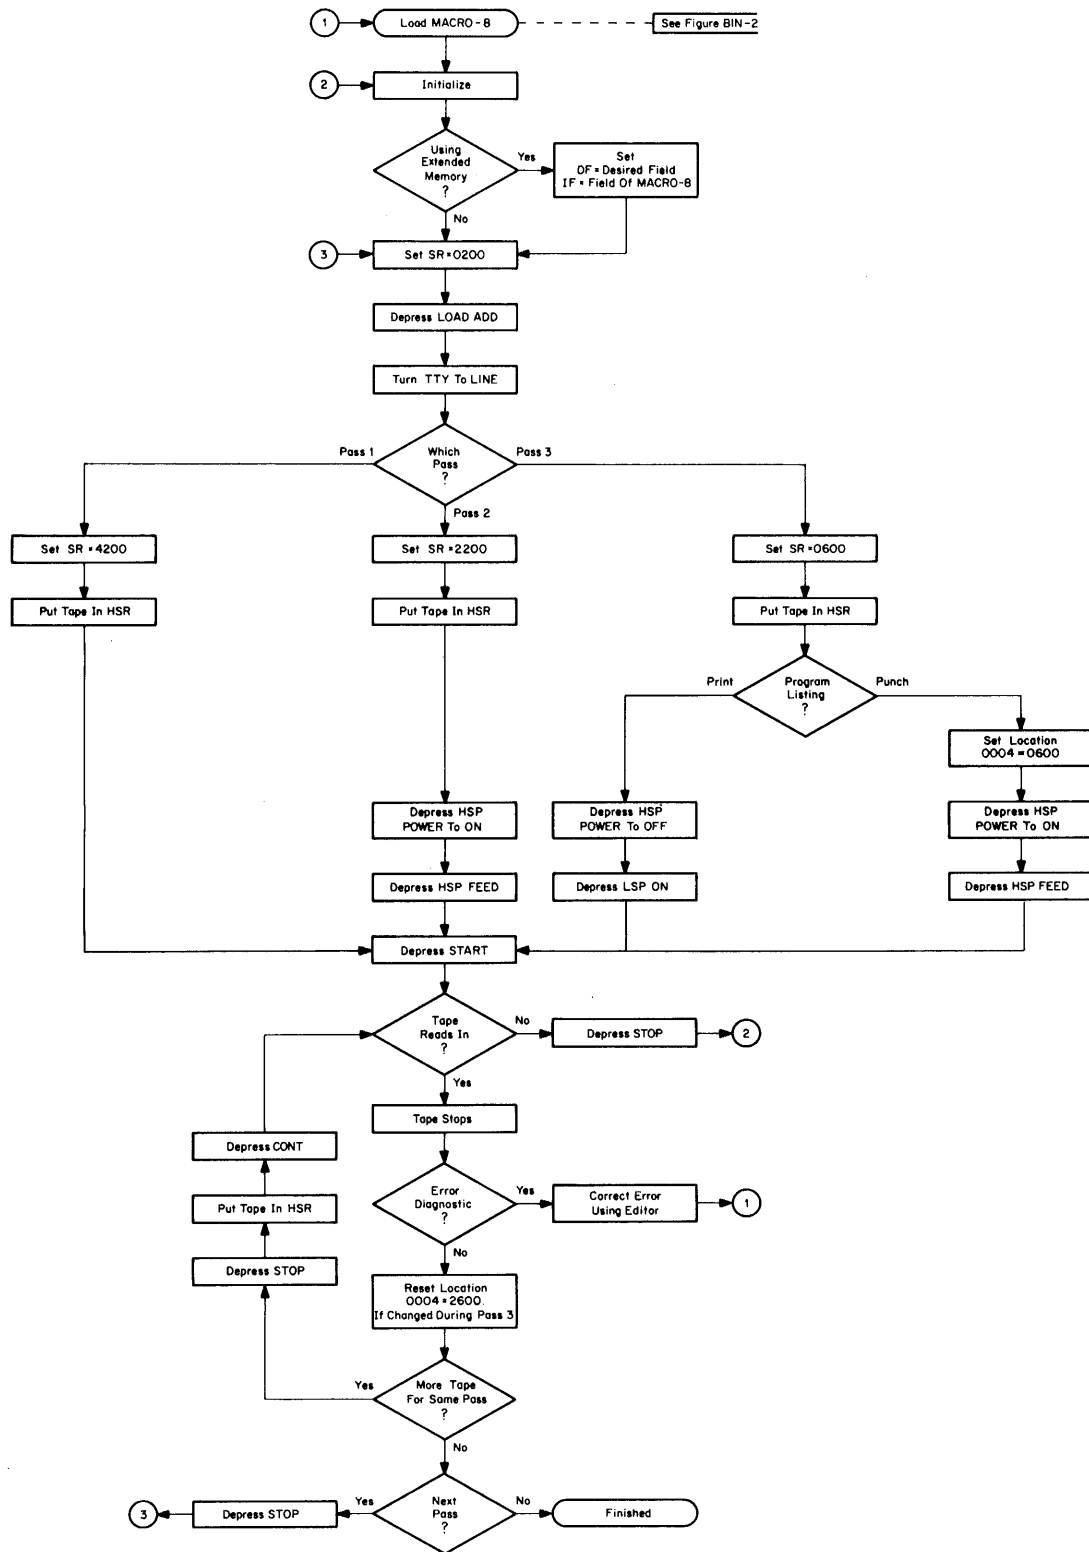 1
Load MACRO-8
See Figure BIN-2
2
Initialize
Using
Extended
Memory
?
Yes
Set
DF = Desired Field
IF = Field Of MACRO-8
No
3
Set SR=0200
Depress LOAD ADD
Turn TTY To LINE
Pass 1
Which
Pass
?
Pass 3
Pass 2
Set SR=4200
Set SR=2200
Set SR=0600
Put Tape In HSR
Put Tape In HSR
Put Tape In HSR
Print
Program
Listing
?
Punch
Set Location
0004=0600
Depress HSP
POWER To ON
Depress HSP
POWER To OFF
Depress HSP
POWER To ON
Depress HSP FEED
Depress LSP ON
Depress HSP FEED
Depress START
Tape
Reads In
?
No
Depress STOP
2
Yes
Tape Stops
Depress CONT
Error
Diagnostic
?
Yes
Correct Error
Using Editor
1
Put Tape In HSR
No
Depress STOP
Reset Location
0004=2600.
If Changed During Pass 3
Yes
More Tape
For Same Pass
?
No
3
Depress STOP
Yes
Next
Pass
?
No
Finished